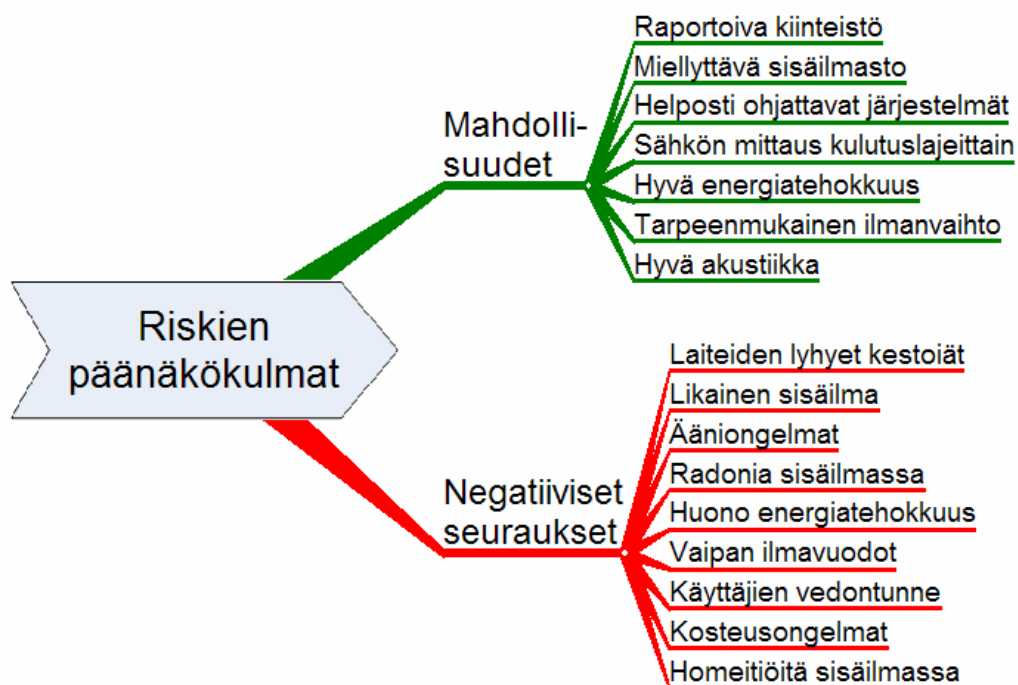 Riskien
päänäkökulmat
Mahdolli-
suudet
Raportoiva kiinteistö
Miellyttävä sisäilmasto
Helposti ohjattavat järjestelmät
Sähkön mittaus kulutuslajeittain
Hyvä energiatehokkuus
Tarpeenmukainen ilmanvaihto
Hyvä akustiikka
Negatiiviset
seuraukset
Laiteiden lyhyet kestoiät
Likainen sisäilma
Ääniongelmat
Radonia sisäilmassa
Huono energiatehokkuus
Vaipan ilmavuodot
Käyttäjien vedontunne
Kosteusongelmat
Homeitiöitä sisäilmassa